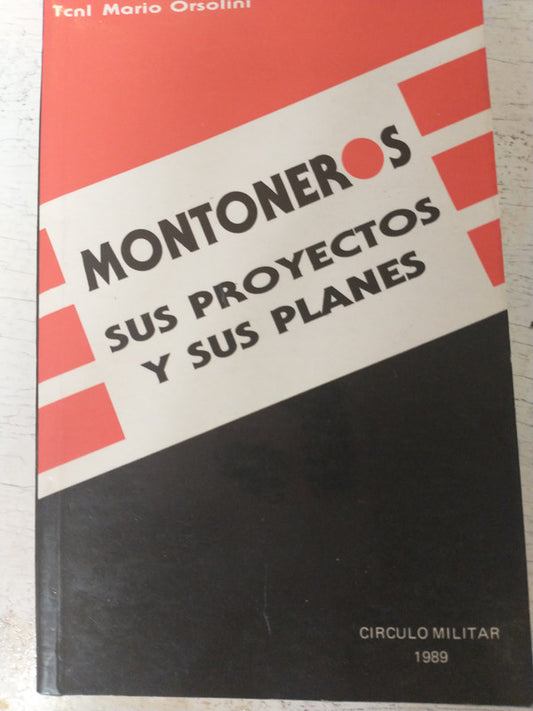 Tcnl Mario Orsolini
MONTONEROS
SUS PROYECTOS
Y SUS PLANES
CIRCULO MILITAR
1989